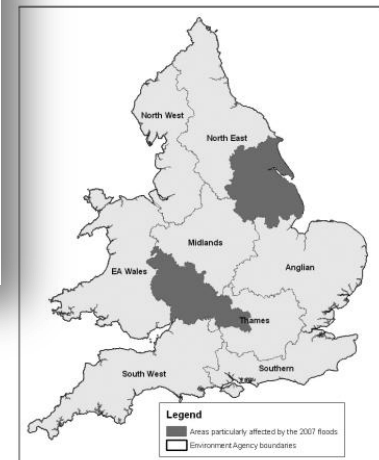 North West
North East
Midlands
EA Wales
Anglian
Thames
South West
Southern
Legend
Areas particularly affected by the 2007 floods
Environment Agency boundaries